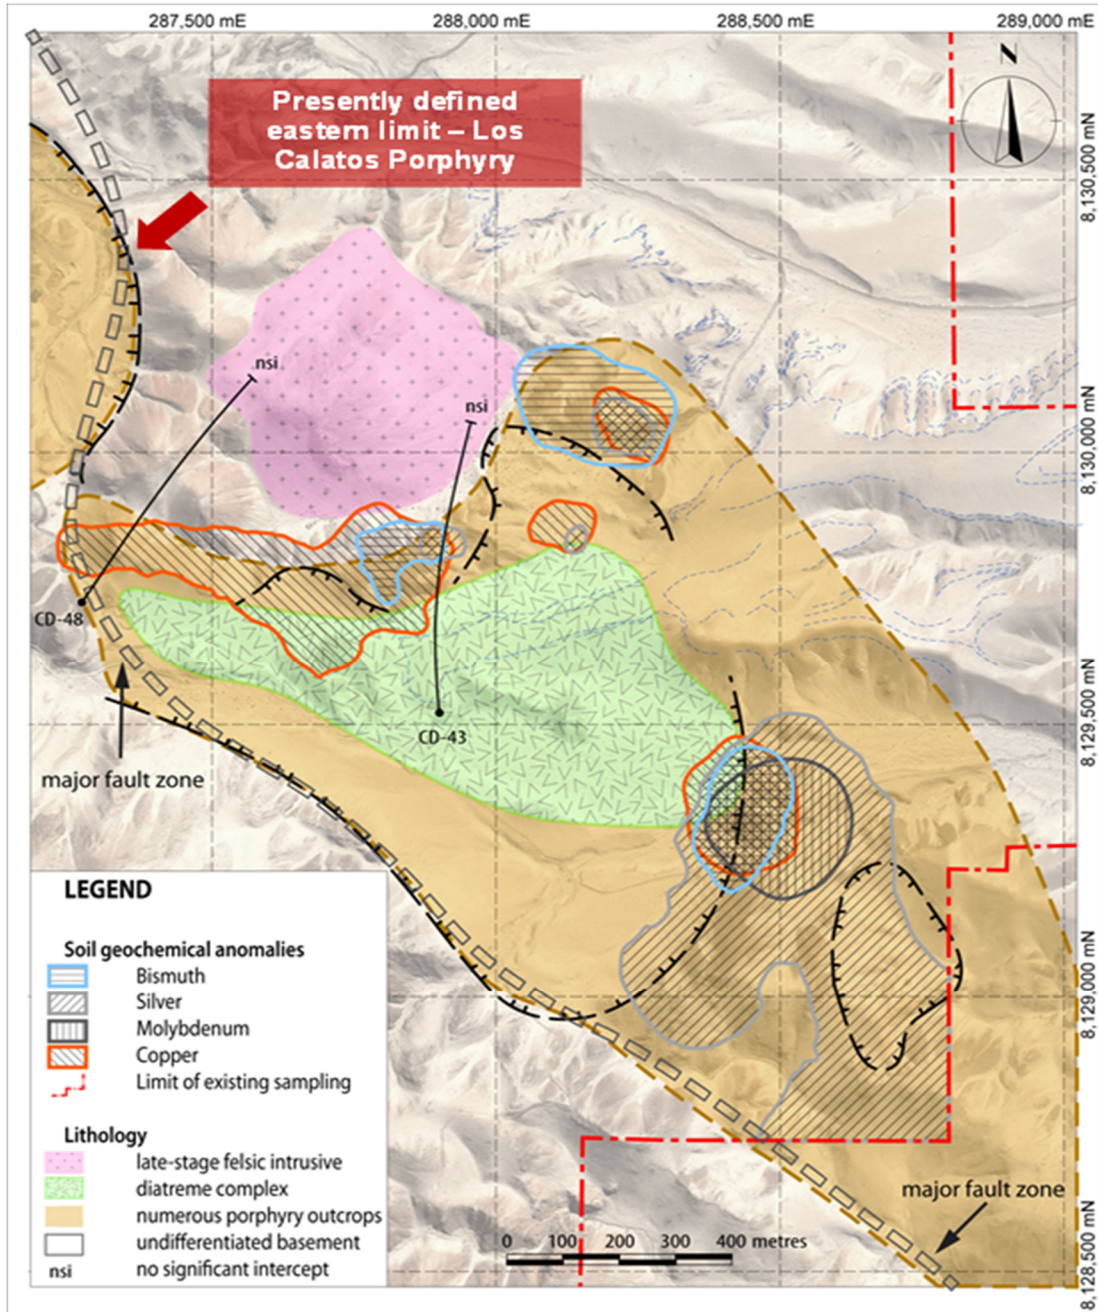 287,500 mE
288,000 mE
288,500 mE
289,000 mE
Presently defined
eastern limit – Los
Calatos Porphyry
N
8,130,500 mN
nsi
nsi
8,130,000 mN
CD-48
8,129,500 mN
CD-43
major fault zone
LEGEND
Soil geochemical anomalies
Bismuth
Silver
Molybdenum
Copper
Limit of existing sampling
8,129,000 mN
Lithology
late-stage felsic intrusive
diatreme complex
numerous porphyry outcrops
undifferentiated basement
nsi no significant intercept
major fault zone
0 100 200 300 400 metres
8,128,500 mN